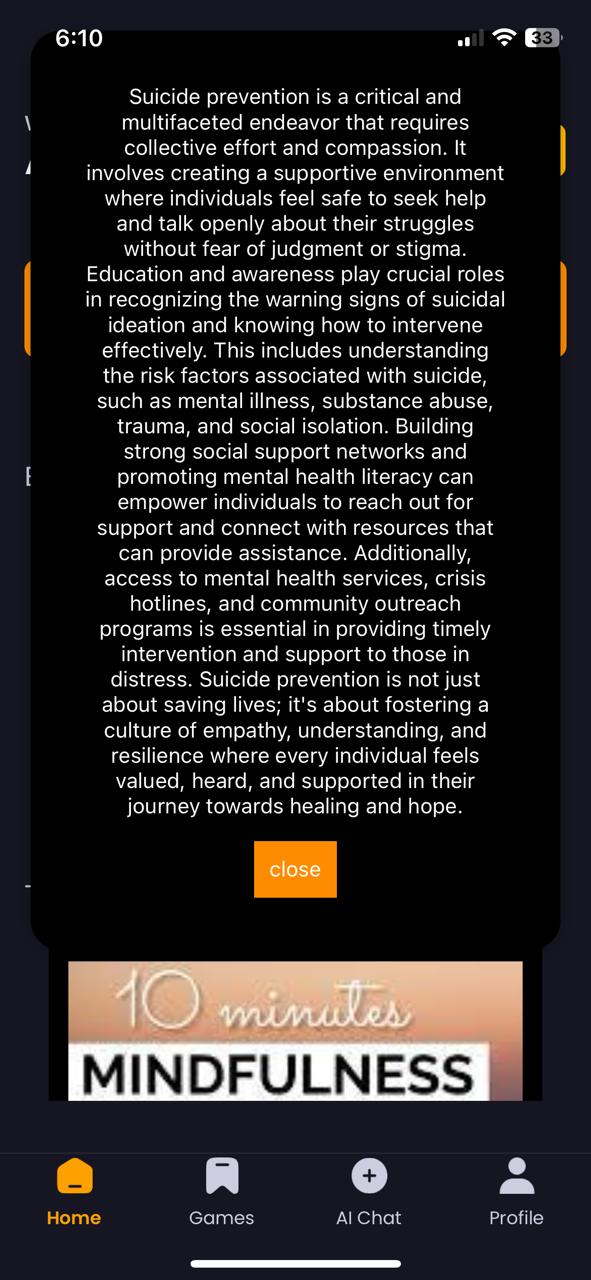 6:10
33
Suicide prevention is a critical and
multifaceted endeavor that requires
collective effort and compassion. It
involves creating a supportive environment
where individuals feel safe to seek help
and talk openly about their struggles
without fear of judgment or stigma.
Education and awareness play crucial roles
in recognizing the warning signs of suicidal
ideation and knowing how to intervene
effectively. This includes understanding
the risk factors associated with suicide,
such as mental illness, substance abuse,
trauma, and social isolation. Building
strong social support networks and
promoting mental health literacy can
empower individuals to reach out for
support and connect with resources that
can provide assistance. Additionally,
access to mental health services, crisis
hotlines, and community outreach
programs is essential in providing timely
intervention and support to those in
distress. Suicide prevention is not just
about saving lives; it's about fostering a
culture of empathy, understanding, and
resilience where every individual feels
valued, heard, and supported in their
journey towards healing and hope.
close
10 minutes
MINDFULNESS
Home Games AI Chat Profile